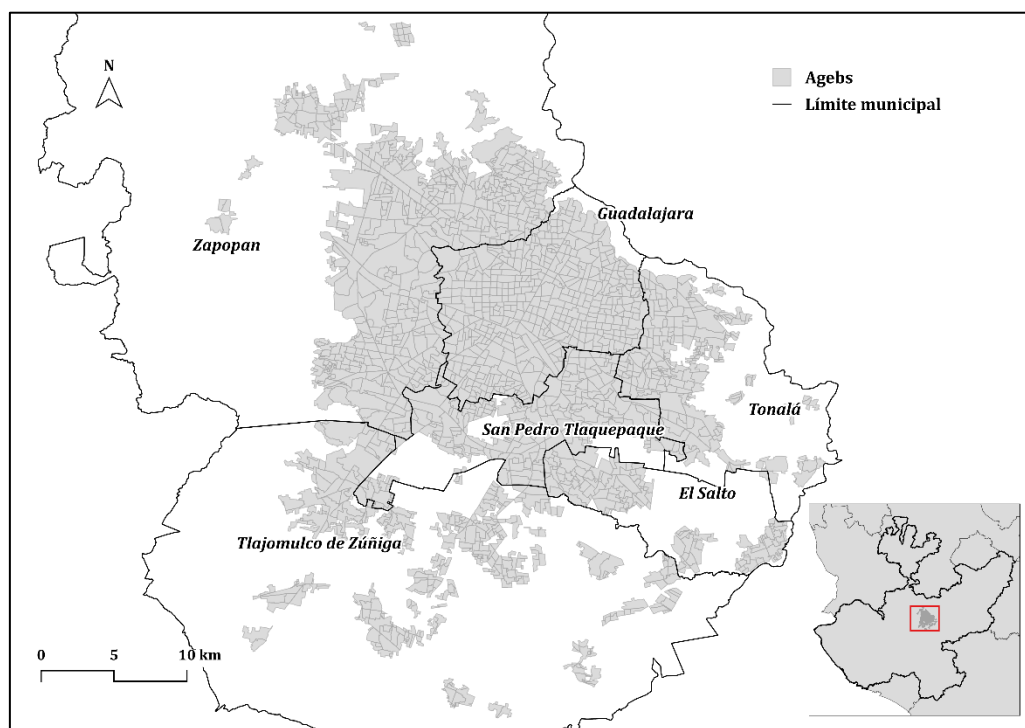 N
Agebs
Límite municipal
Guadalajara
Zapopan
Tonalá
San Pedro Tlaquepaque
El Salto
Tlajomulco de Zúñiga
0 5 10 km